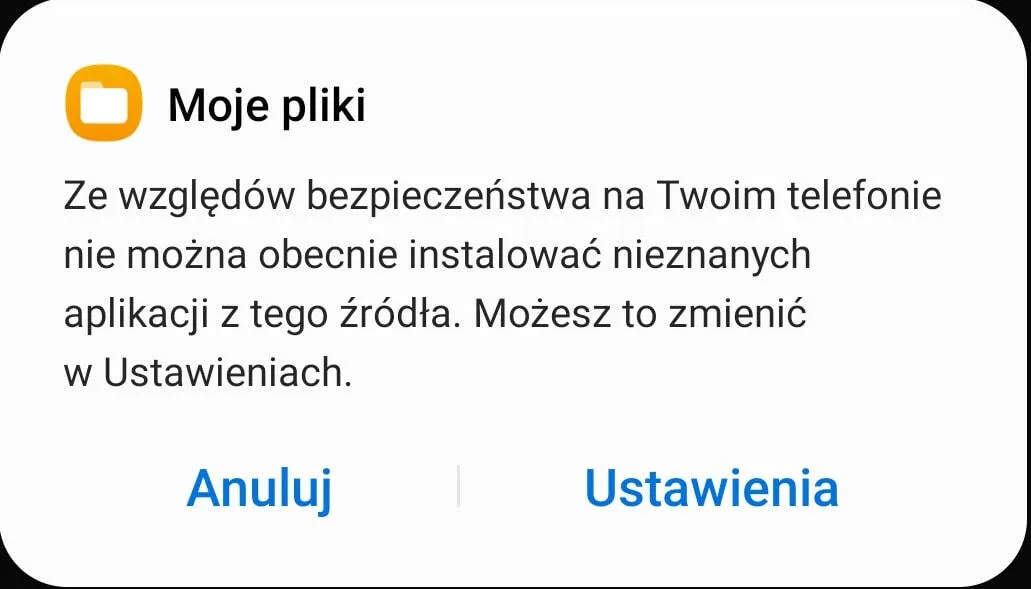 Moje pliki
Ze względów bezpieczeństwa na Twoim telefonie
nie można obecnie instalować nieznanych
aplikacji z tego źródła. Możesz to zmienić
w Ustawieniach.
Anuluj
Ustawienia